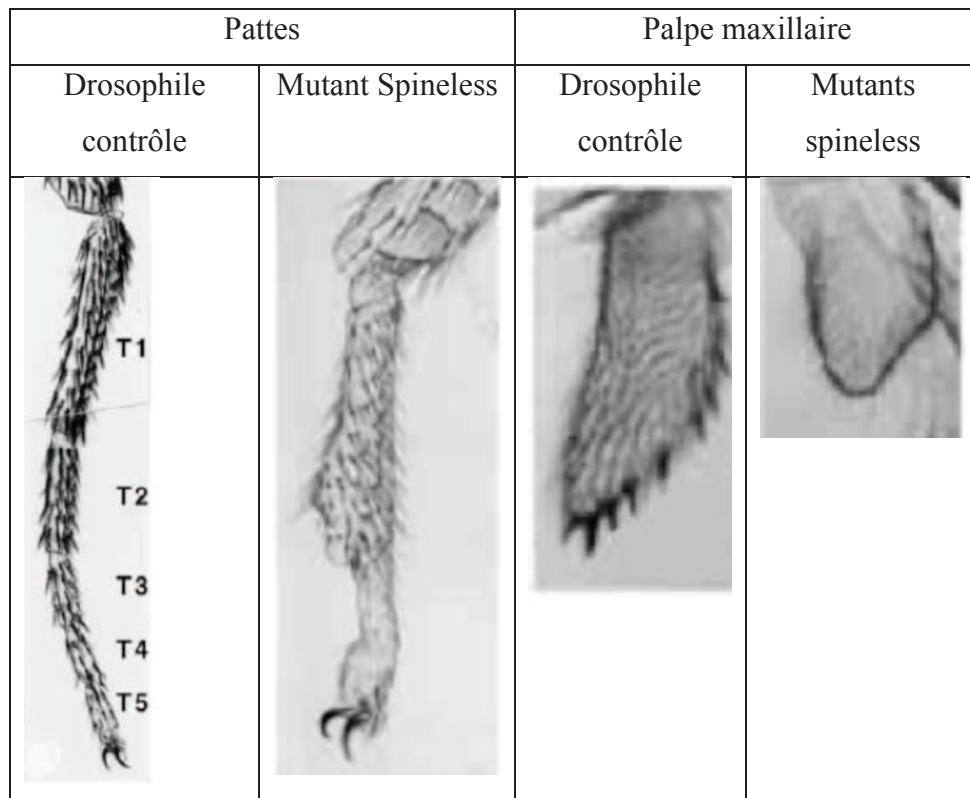 Pattes
Palpe maxillaire
Drosophile
contrôle
Mutant Spineless
Drosophile
contrôle
Mutants
spineless
T1
T2
T3
T4
T5